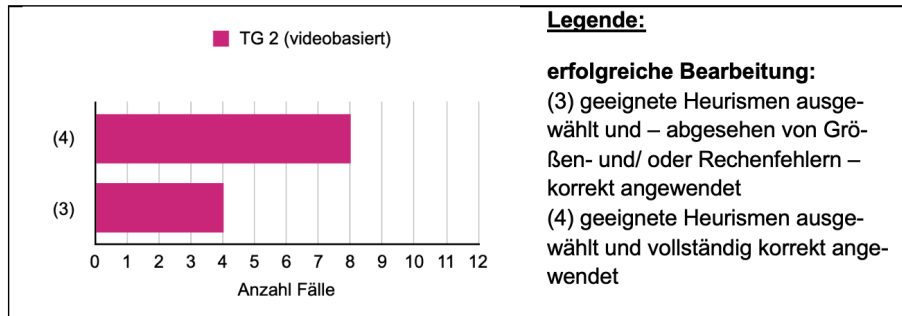 TG 2 (videobasiert)
(4)
(3)
0 1 2 3 4 5 6 7 8 9 10 11 12
Anzahl Fälle
Legende:
erfolgreiche Bearbeitung:
(3) geeignete Heurismen ausge-
wählt und – abgesehen von Grö-
ßen- und/ oder Rechenfehlern –
korrekt angewendet
(4) geeignete Heurismen ausge-
wählt und vollständig korrekt ange-
wendet